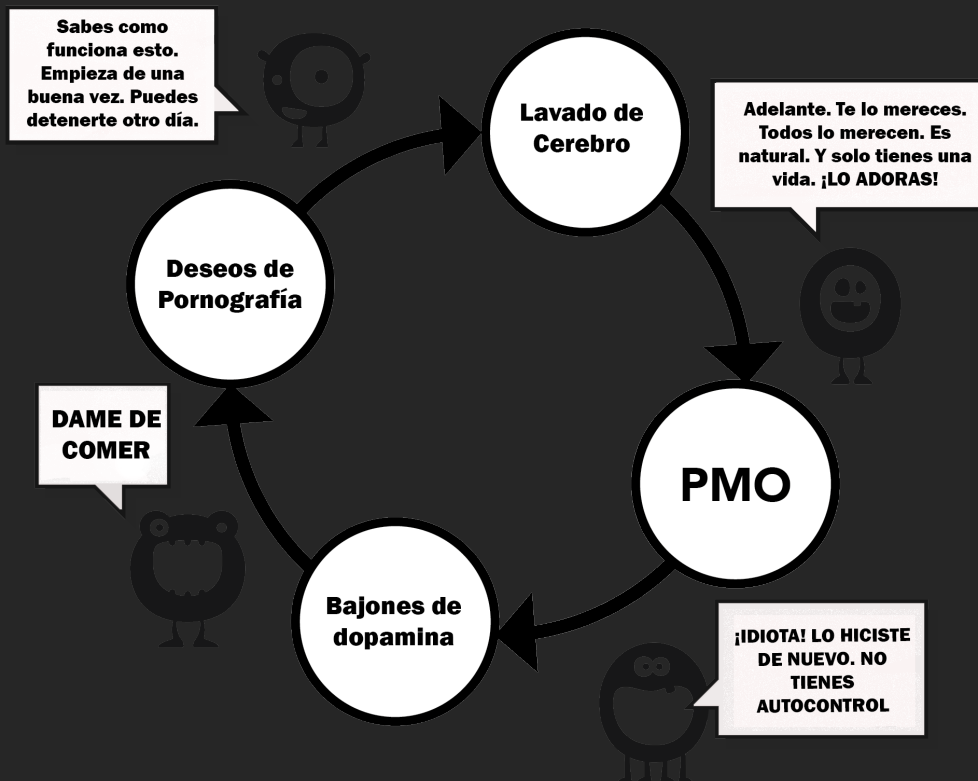 Sabes como
funciona esto.
Empieza de una
buena vez. Puedes
detenerte otro día.
Lavado de
Cerebro
Adelante. Te lo mereces.
Todos lo merecen. Es
natural. Y solo tienes una
vida. ¡LO ADORAS!
Deseos de
Pornografía
DAME DE
COMER
PMO
Bajones de
dopamina
¡IDIOTA! LO HICISTE
DE NUEVO. NO
TIENES
AUTOCONTROL